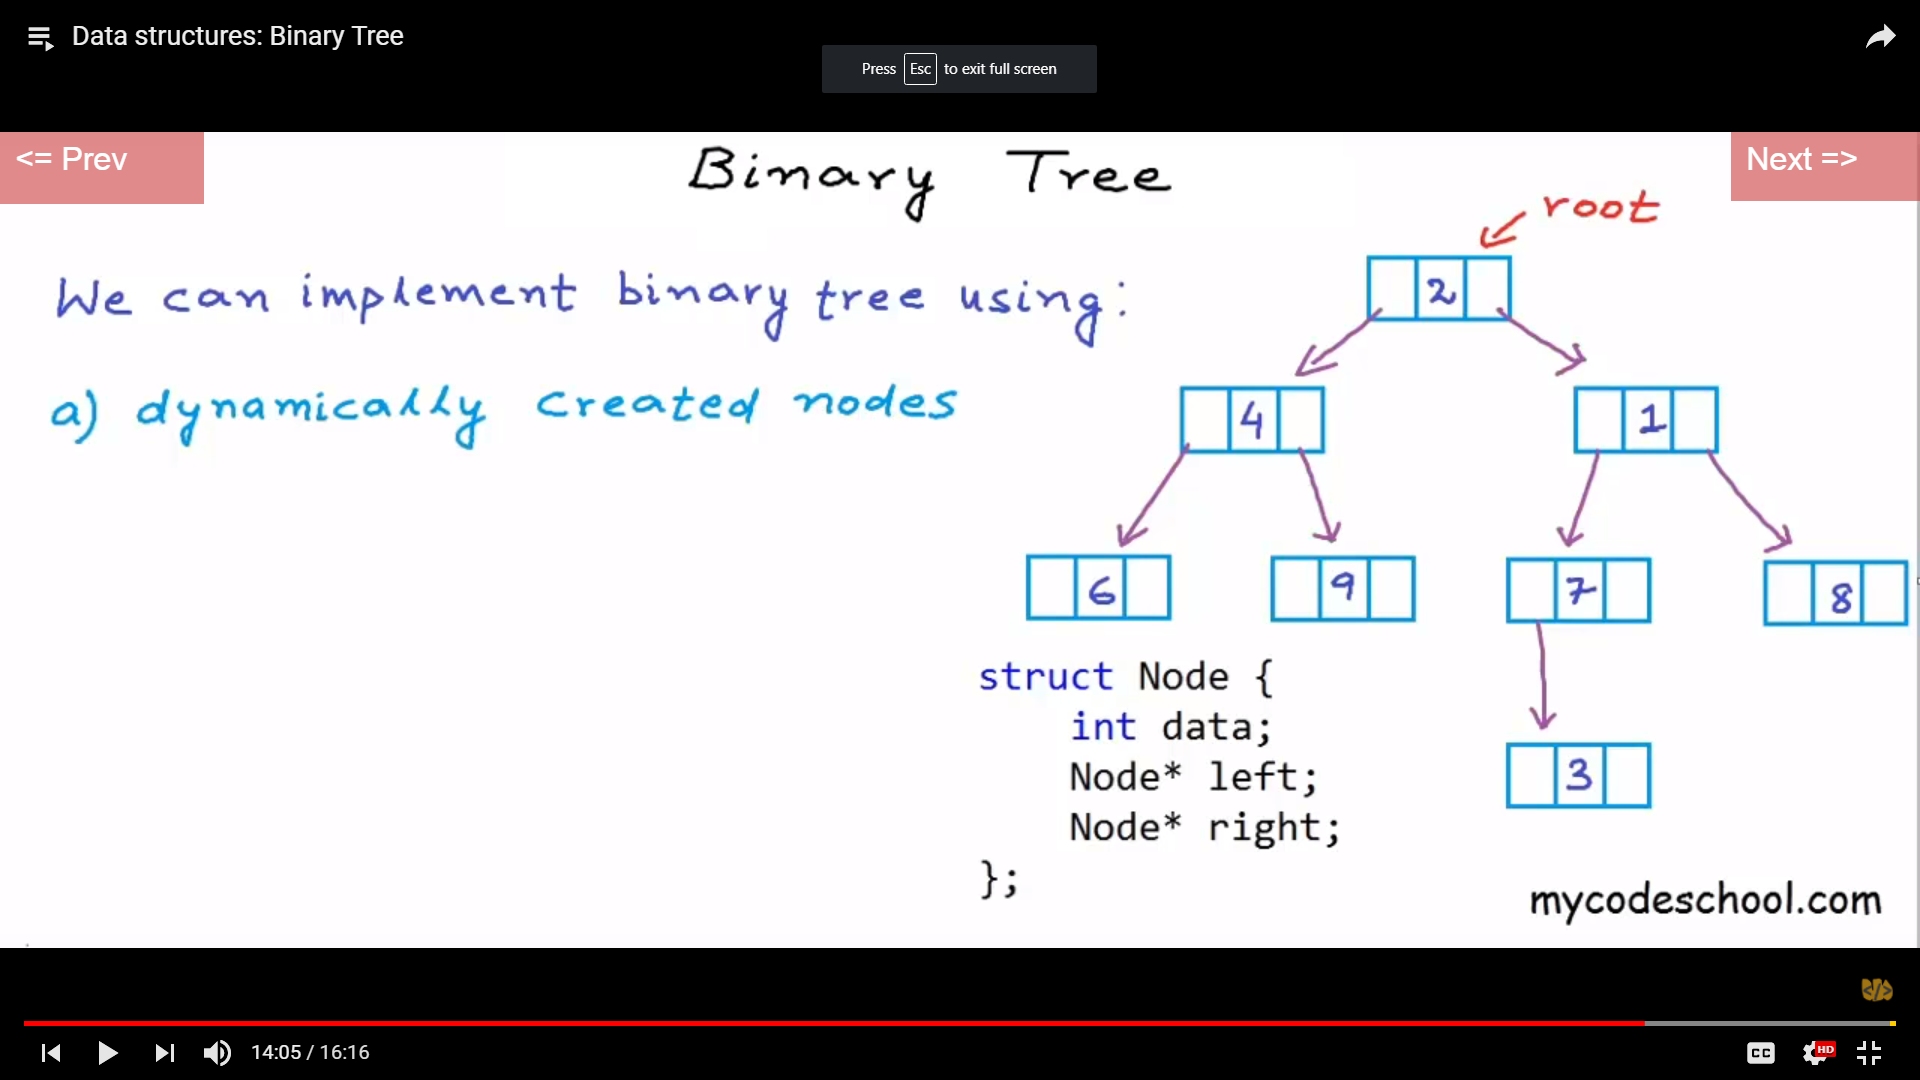 Data structures: Binary Tree
Press Esc to exit full screen
<= Prev
Next =>
Binary Tree
root
We can implement binary tree using:
a) dynamically created nodes
2
4
1
6
9
7
8
3
struct Node {
int data;
Node* left;
Node* right;
};
mycodeschool.com
</>
14:05 / 16:16
CC
HD